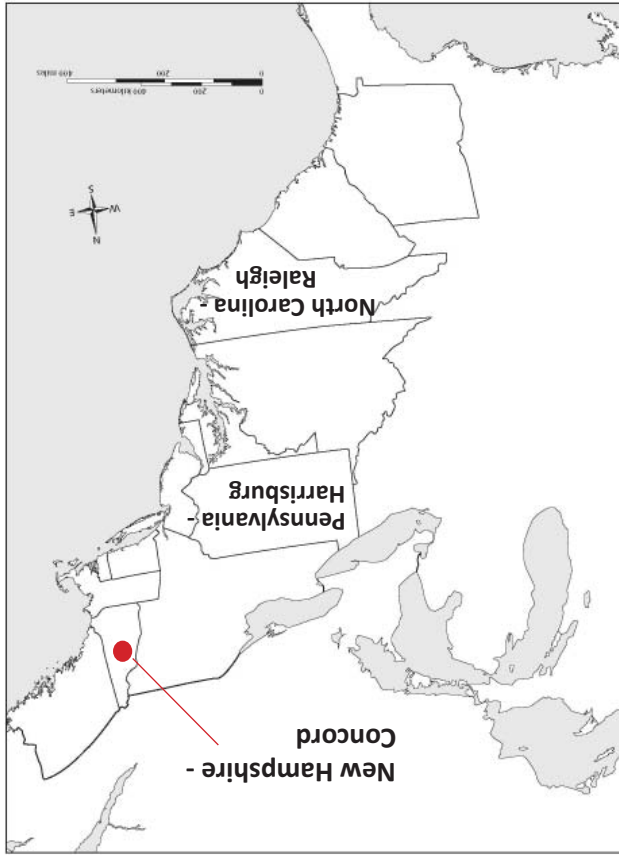 New Hampshire -
Concord
Pennsylvania -
Harrisburg
North Carolina -
Raleigh
N
W E
S
0 200 400 kilometers
0 200 400 miles